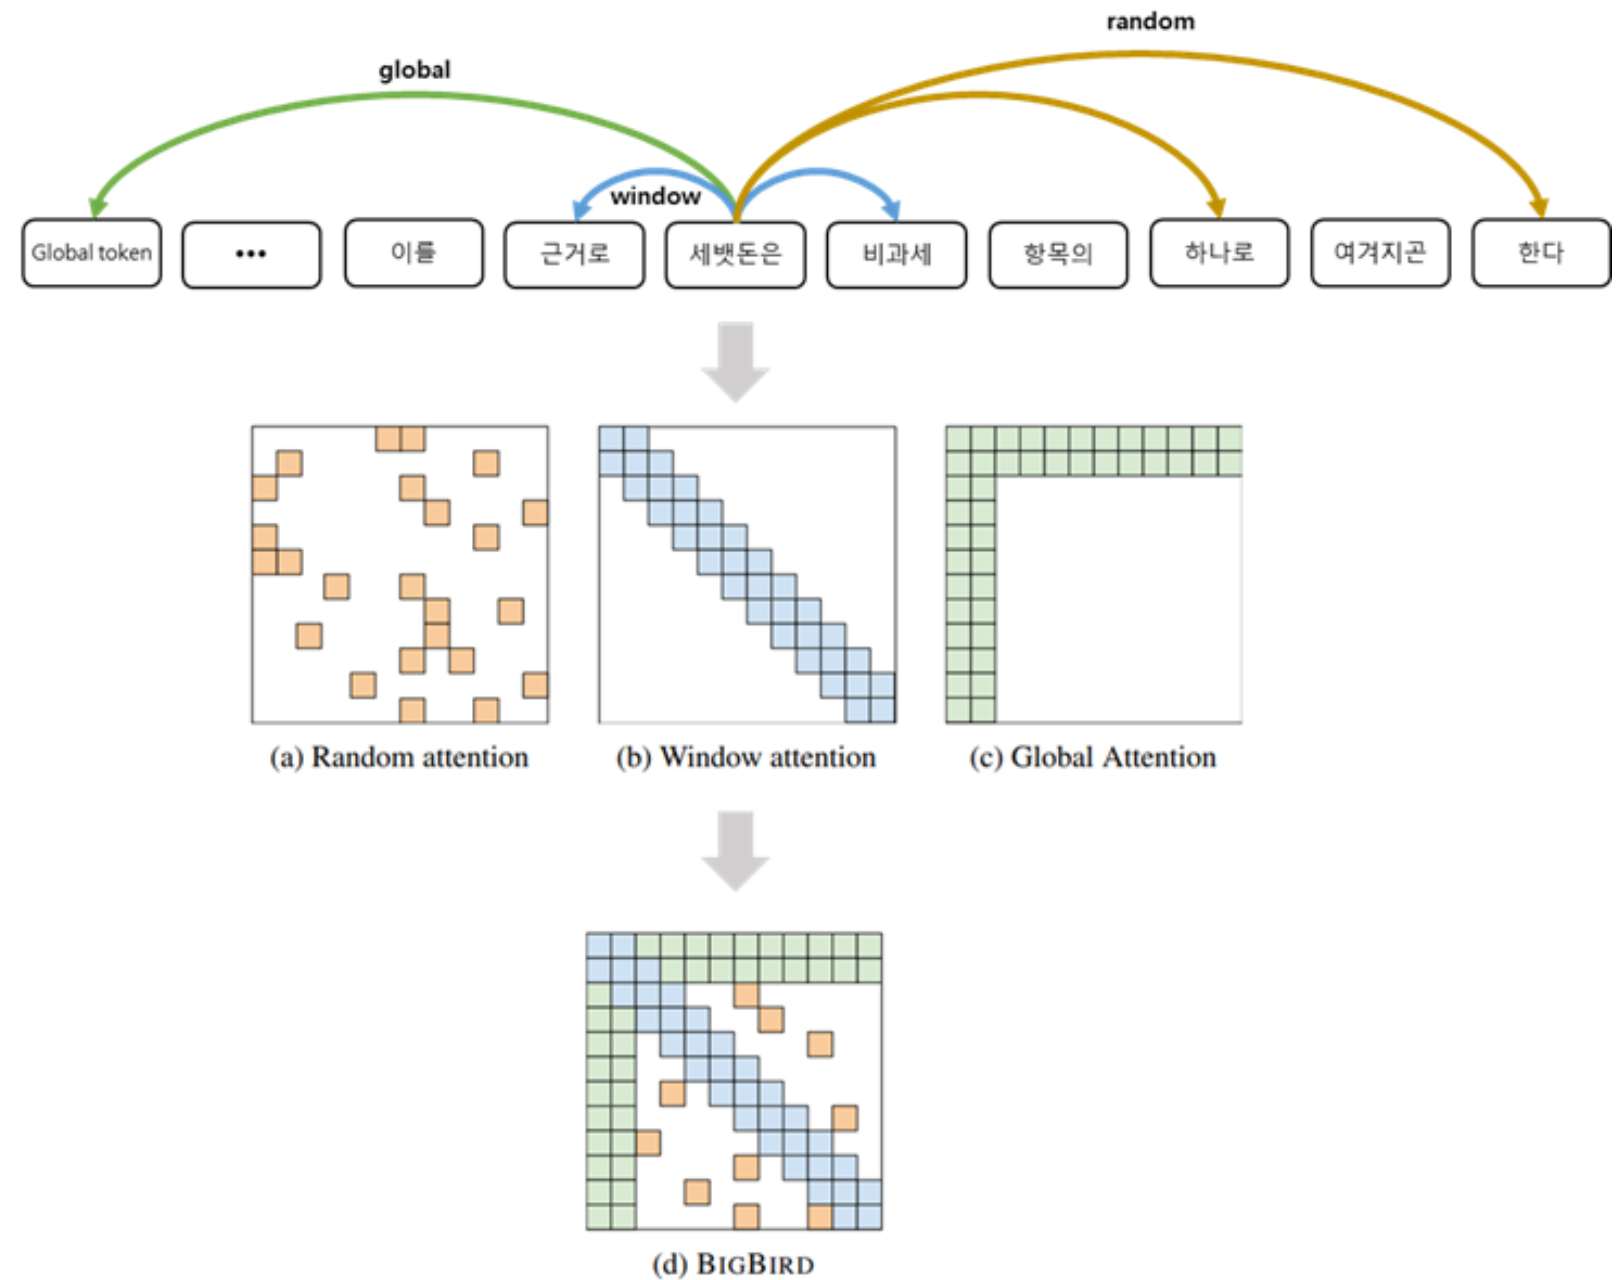 random
global
window
Global token ••• 이를 근거로 세뱃돈은 비과세 항목의 하나로 여겨지곤 한다
(a) Random attention (b) Window attention (c) Global Attention
(d) BIGBIRD